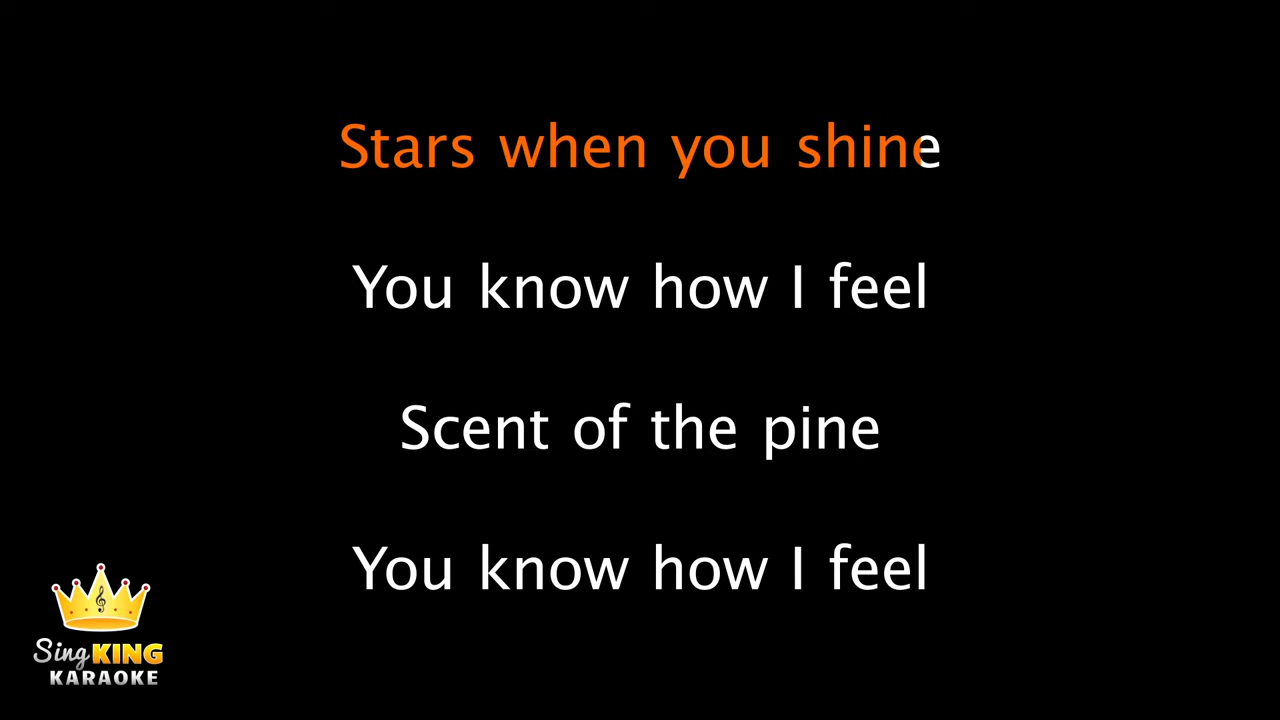 Stars when you shine
You know how I feel
Scent of the pine
You know how I feel
Sing KING
KARAOKE